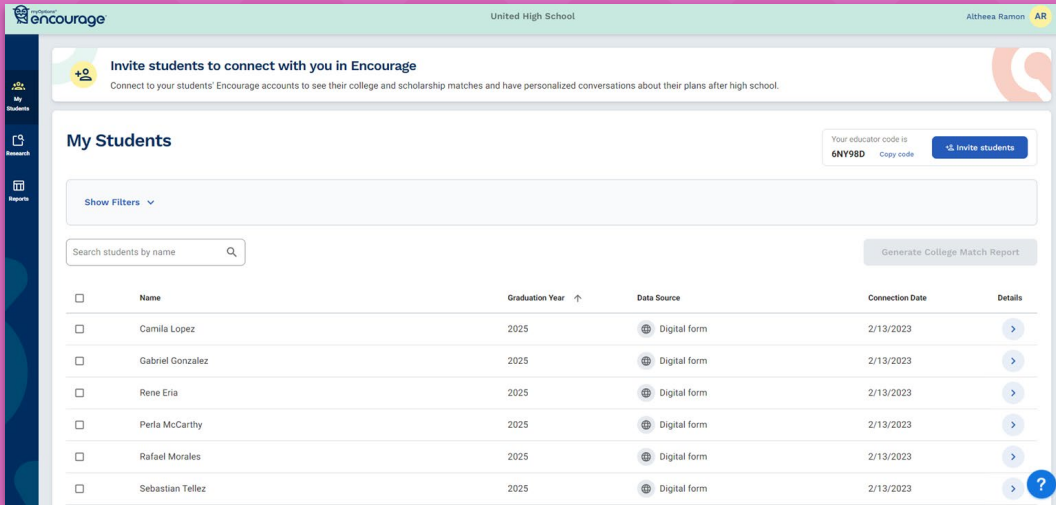 myOptions
encourage
United High School
Altheea Ramon AR
Invite students to connect with you in Encourage
Connect to your students' Encourage accounts to see their college and scholarship matches and have personalized conversations about their plans after high school.
My Students
Research
Reports
My Students
Your educator code is
6NY98D Copy code
Invite students
Show Filters
Search students by name
Generate College Match Report
Name Graduation Year Data Source Connection Date Details
Camila Lopez 2025 Digital form 2/13/2023
Gabriel Gonzalez 2025 Digital form 2/13/2023
Rene Eria 2025 Digital form 2/13/2023
Perla McCarthy 2025 Digital form 2/13/2023
Rafael Morales 2025 Digital form 2/13/2023
Sebastian Tellez 2025 Digital form 2/13/2023
?